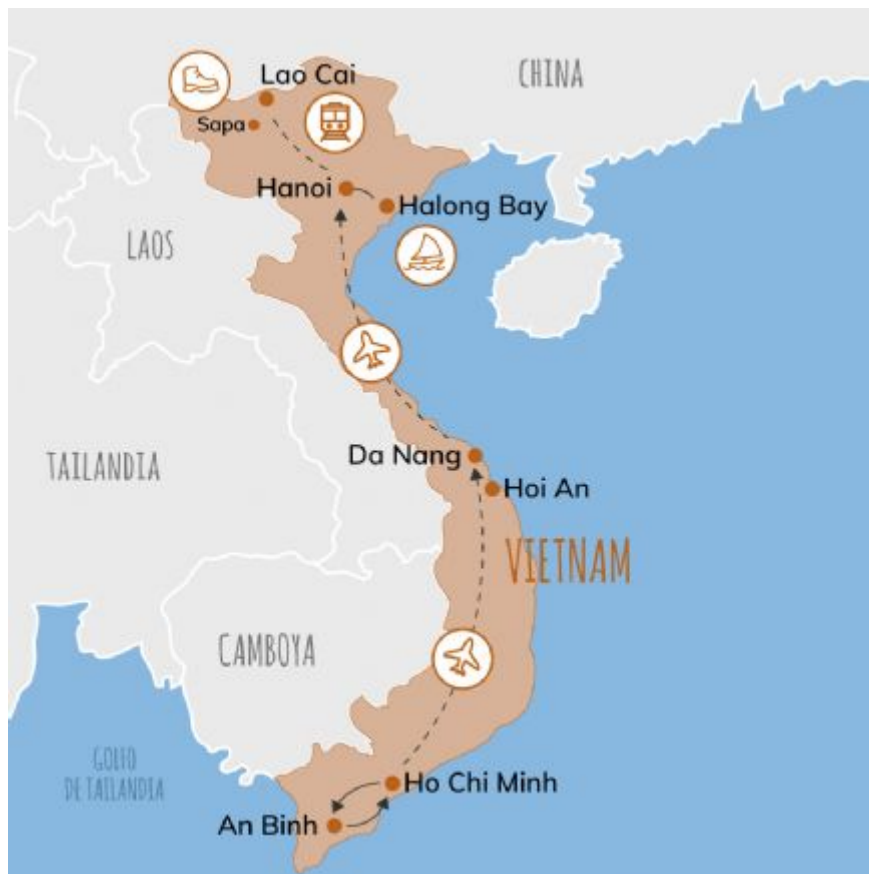 CHINA
Lao Cai
Sapa
Hanoi
Halong Bay
LAOS
TAILANDIA
Da Nang
Hoi An
VIETNAM
CAMBOYA
GOLFO
DE TAILANDIA
Ho Chi Minh
An Binh